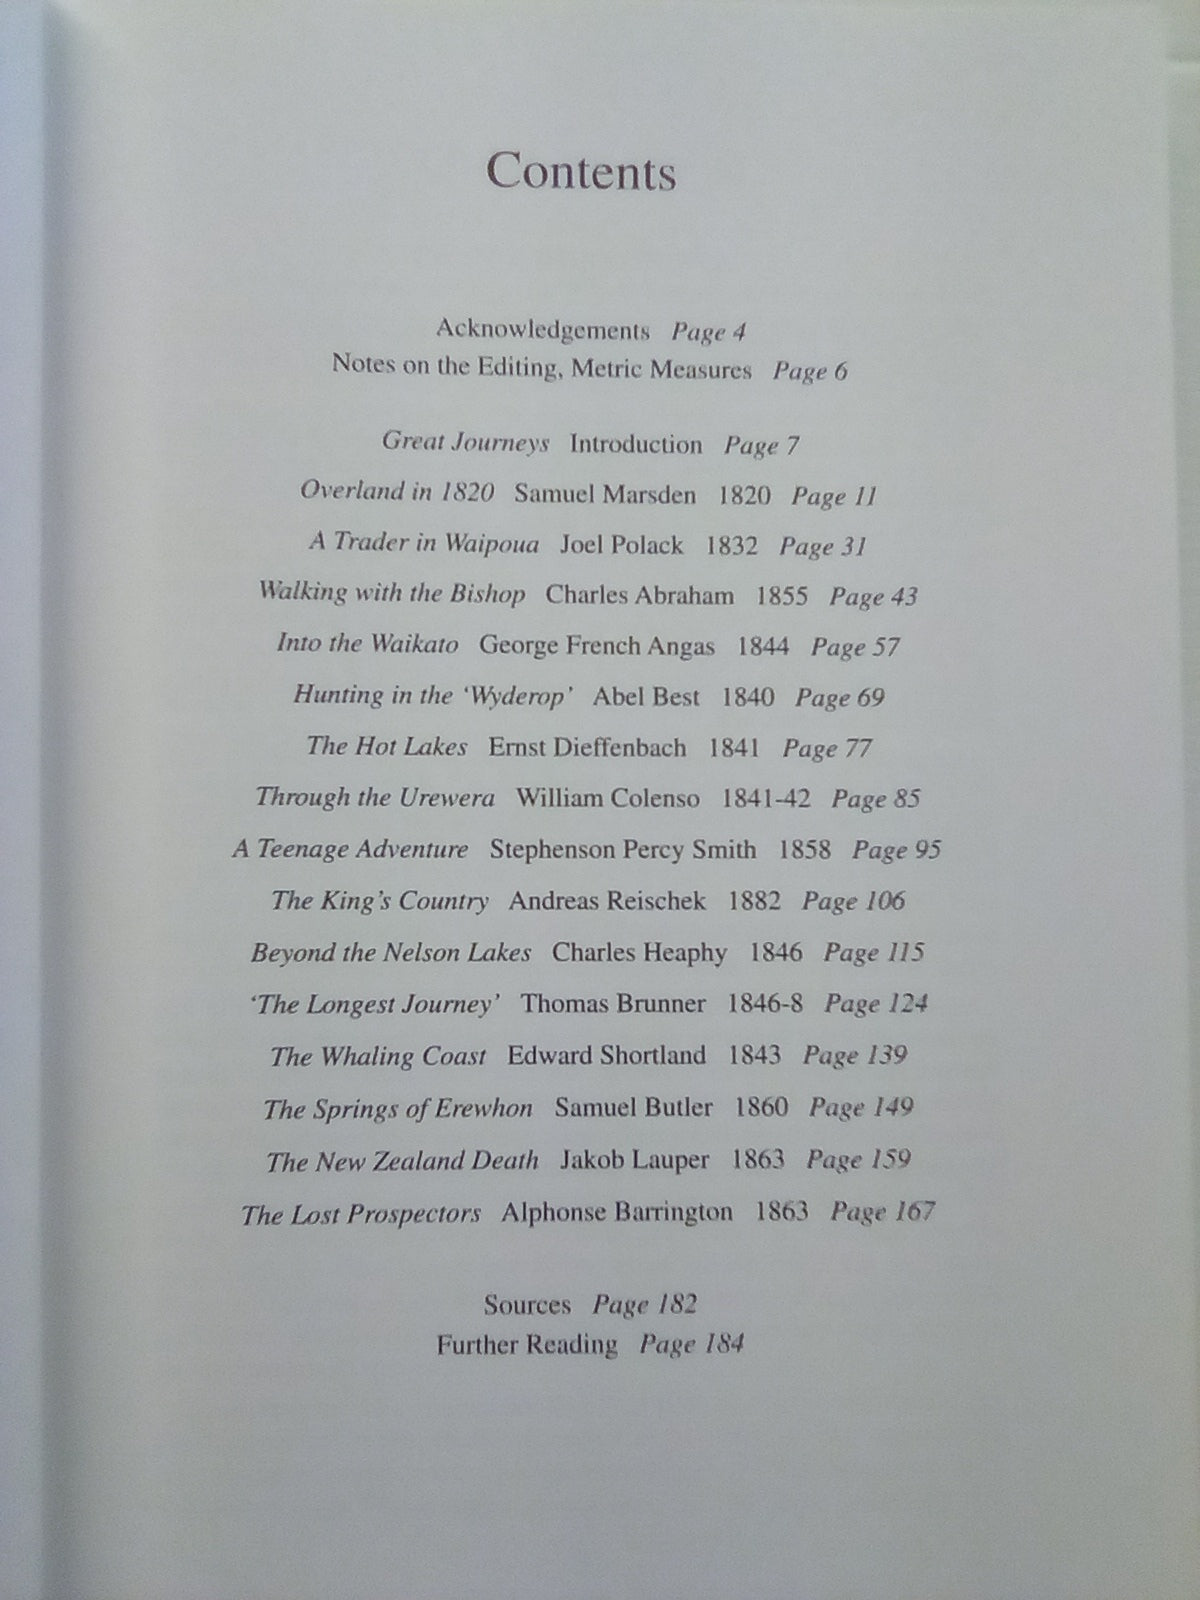 Contents
Acknowledgements Page 4
Notes on the Editing, Metric Measures Page 6
Great Journeys Introduction Page 7
Overland in 1820 Samuel Marsden 1820 Page 11
A Trader in Waipoua Joel Polack 1832 Page 31
Walking with the Bishop Charles Abraham 1855 Page 43
Into the Waikato George French Angas 1844 Page 57
Hunting in the ‘Wyderop’ Abel Best 1840 Page 69
The Hot Lakes Ernst Dieffenbach 1841 Page 77
Through the Urewera William Colenso 1841-42 Page 85
A Teenage Adventure Stephenson Percy Smith 1858 Page 95
The King’s Country Andreas Reischek 1882 Page 106
Beyond the Nelson Lakes Charles Heaphy 1846 Page 115
‘The Longest Journey’ Thomas Brunner 1846-8 Page 124
The Whaling Coast Edward Shortland 1843 Page 139
The Springs of Erewhon Samuel Butler 1860 Page 149
The New Zealand Death Jakob Lauper 1863 Page 159
The Lost Prospectors Alphonse Barrington 1863 Page 167
Sources Page 182
Further Reading Page 184